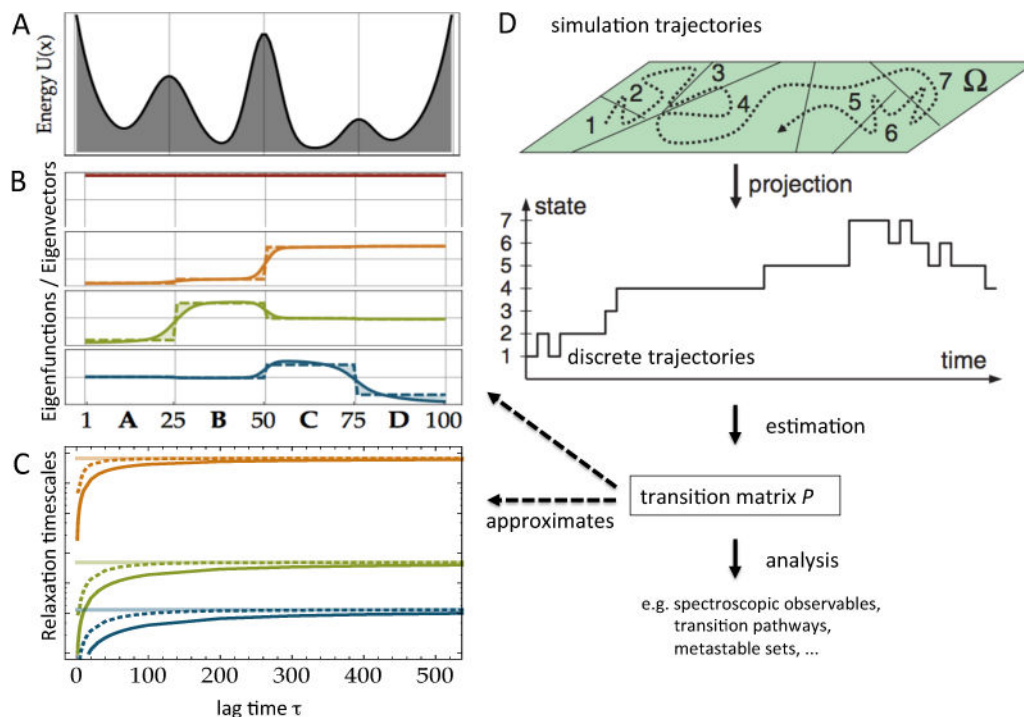 A
Energy U(x)
B
Eigenfunctions / Eigenvectors
1 A 25 B 50 C 75 D 100
C
Relaxation timescales
0 100 200 300 400 500
lag time τ
D
simulation trajectories
1 2 3 4 5 6 7 Ω
projection
state
7
6
5
4
3
2
1
discrete trajectories
time
estimation
transition matrix P
approximates
analysis
e.g. spectroscopic observables,
transition pathways,
metastable sets, ...